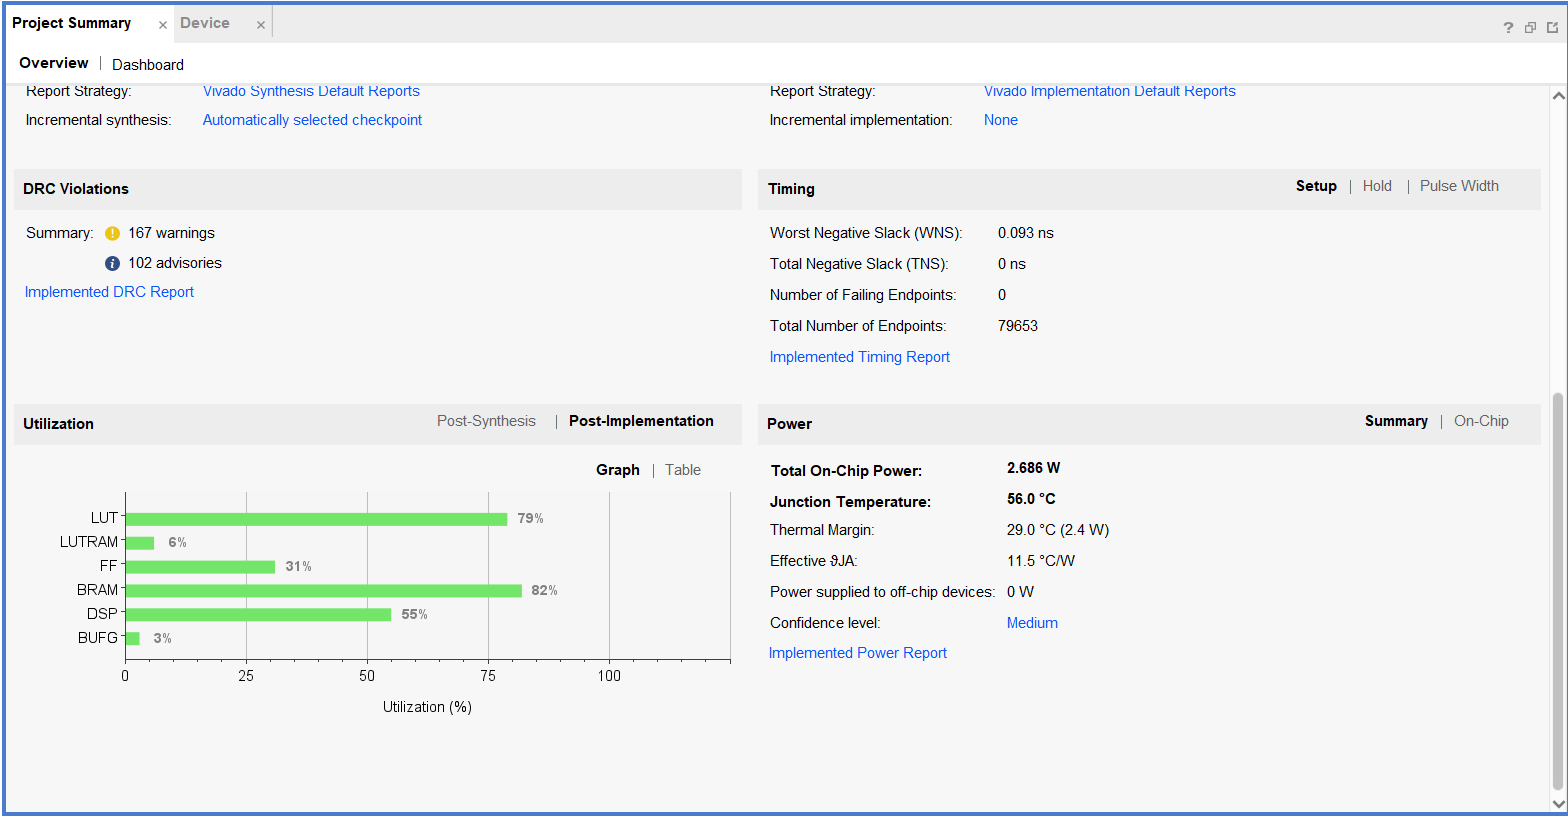 Project Summary × Device × ?
Overview | Dashboard
Report Strategy: Vivado Synthesis Default Reports
Incremental synthesis: Automatically selected checkpoint
Report Strategy: Vivado Implementation Default Reports
Incremental implementation: None
DRC Violations
Summary: 167 warnings
102 advisories
Implemented DRC Report
Timing Setup | Hold | Pulse Width
Worst Negative Slack (WNS): 0.093 ns
Total Negative Slack (TNS): 0 ns
Number of Failing Endpoints: 0
Total Number of Endpoints: 79653
Implemented Timing Report
Utilization Post-Synthesis | Post-Implementation
Graph | Table
LUT 79%
LUTRAM 6%
FF 31%
BRAM 82%
DSP 55%
BUFG 3%
0 25 50 75 100
Utilization (%)
Power Summary | On-Chip
Total On-Chip Power: 2.686 W
Junction Temperature: 56.0 °C
Thermal Margin: 29.0 °C (2.4 W)
Effective ϑJA: 11.5 °C/W
Power supplied to off-chip devices: 0 W
Confidence level: Medium
Implemented Power Report